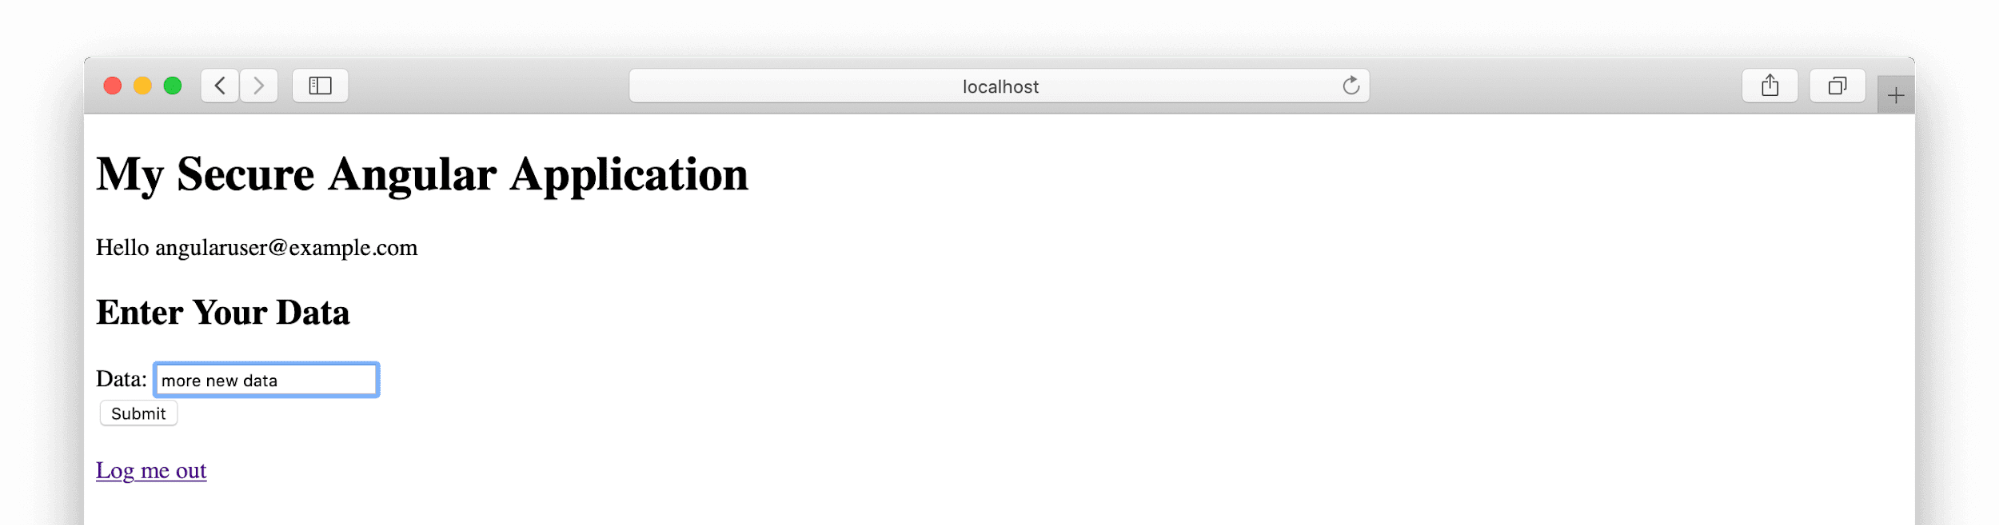 localhost
My Secure Angular Application
Hello angularuser@example.com
Enter Your Data
Data: more new data
Submit
Log me out